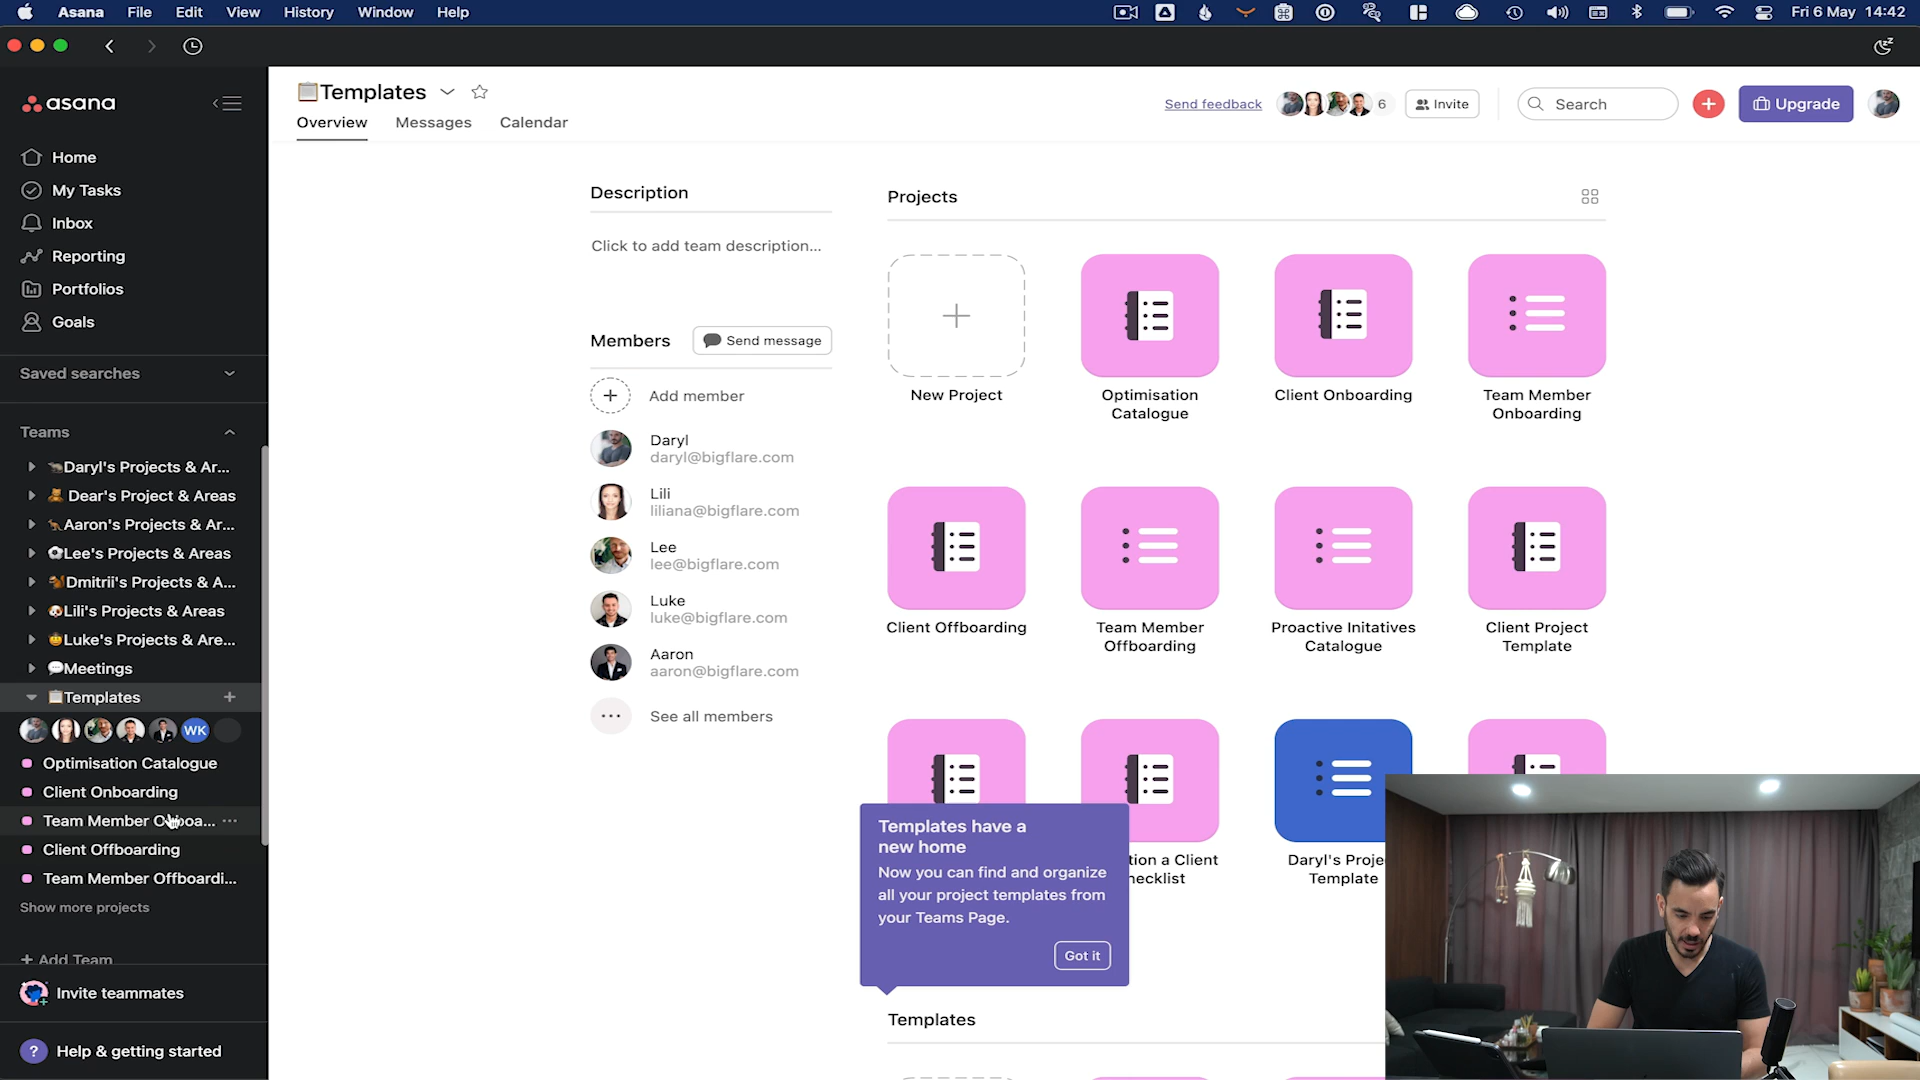 Asana File Edit View History Window Help
Fri 6 May 14:42
asana
Home
My Tasks
Inbox
Reporting
Portfolios
Goals
Saved searches
Teams
Daryl's Projects & Ar...
Dear's Project & Areas
Aaron's Projects & Ar...
Lee's Projects & Areas
Dmitrii's Projects & A...
Lili's Projects & Areas
Luke's Projects & Are...
Meetings
Templates
WK
Optimisation Catalogue
Client Onboarding
Team Member Onboa...
Client Offboarding
Team Member Offboardi...
Show more projects
+ Add Team
Invite teammates
? Help & getting started
Templates
Overview Messages Calendar
Send feedback
6
Invite
Search
Upgrade
Description
Click to add team description...
Members
Send message
Add member
Daryl
daryl@bigflare.com
Lili
liliana@bigflare.com
Lee
lee@bigflare.com
Luke
luke@bigflare.com
Aaron
aaron@bigflare.com
See all members
Projects
New Project
Optimisation
Catalogue
Client Onboarding
Team Member
Onboarding
Client Offboarding
Team Member
Offboarding
Proactive Initatives
Catalogue
Client Project
Template
tion a Client
hecklist
Daryl's Proje
Template
Templates have a
new home
Now you can find and organize
all your project templates from
your Teams Page.
Got it
Templates